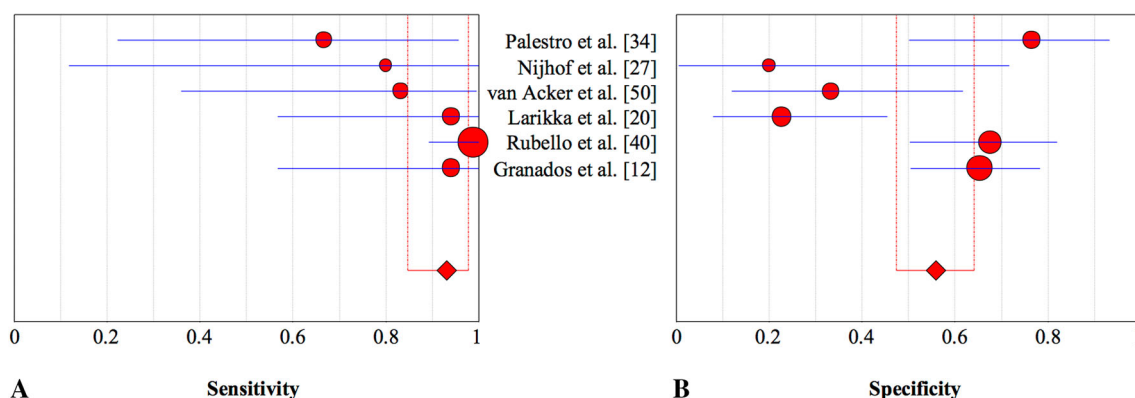 Palestro et al. [34]
Nijhof et al. [27]
van Acker et al. [50]
Larikka et al. [20]
Rubello et al. [40]
Granados et al. [12]
0 0.2 0.4 0.6 0.8 1 0 0.2 0.4 0.6 0.8
A Sensitivity B Specificity